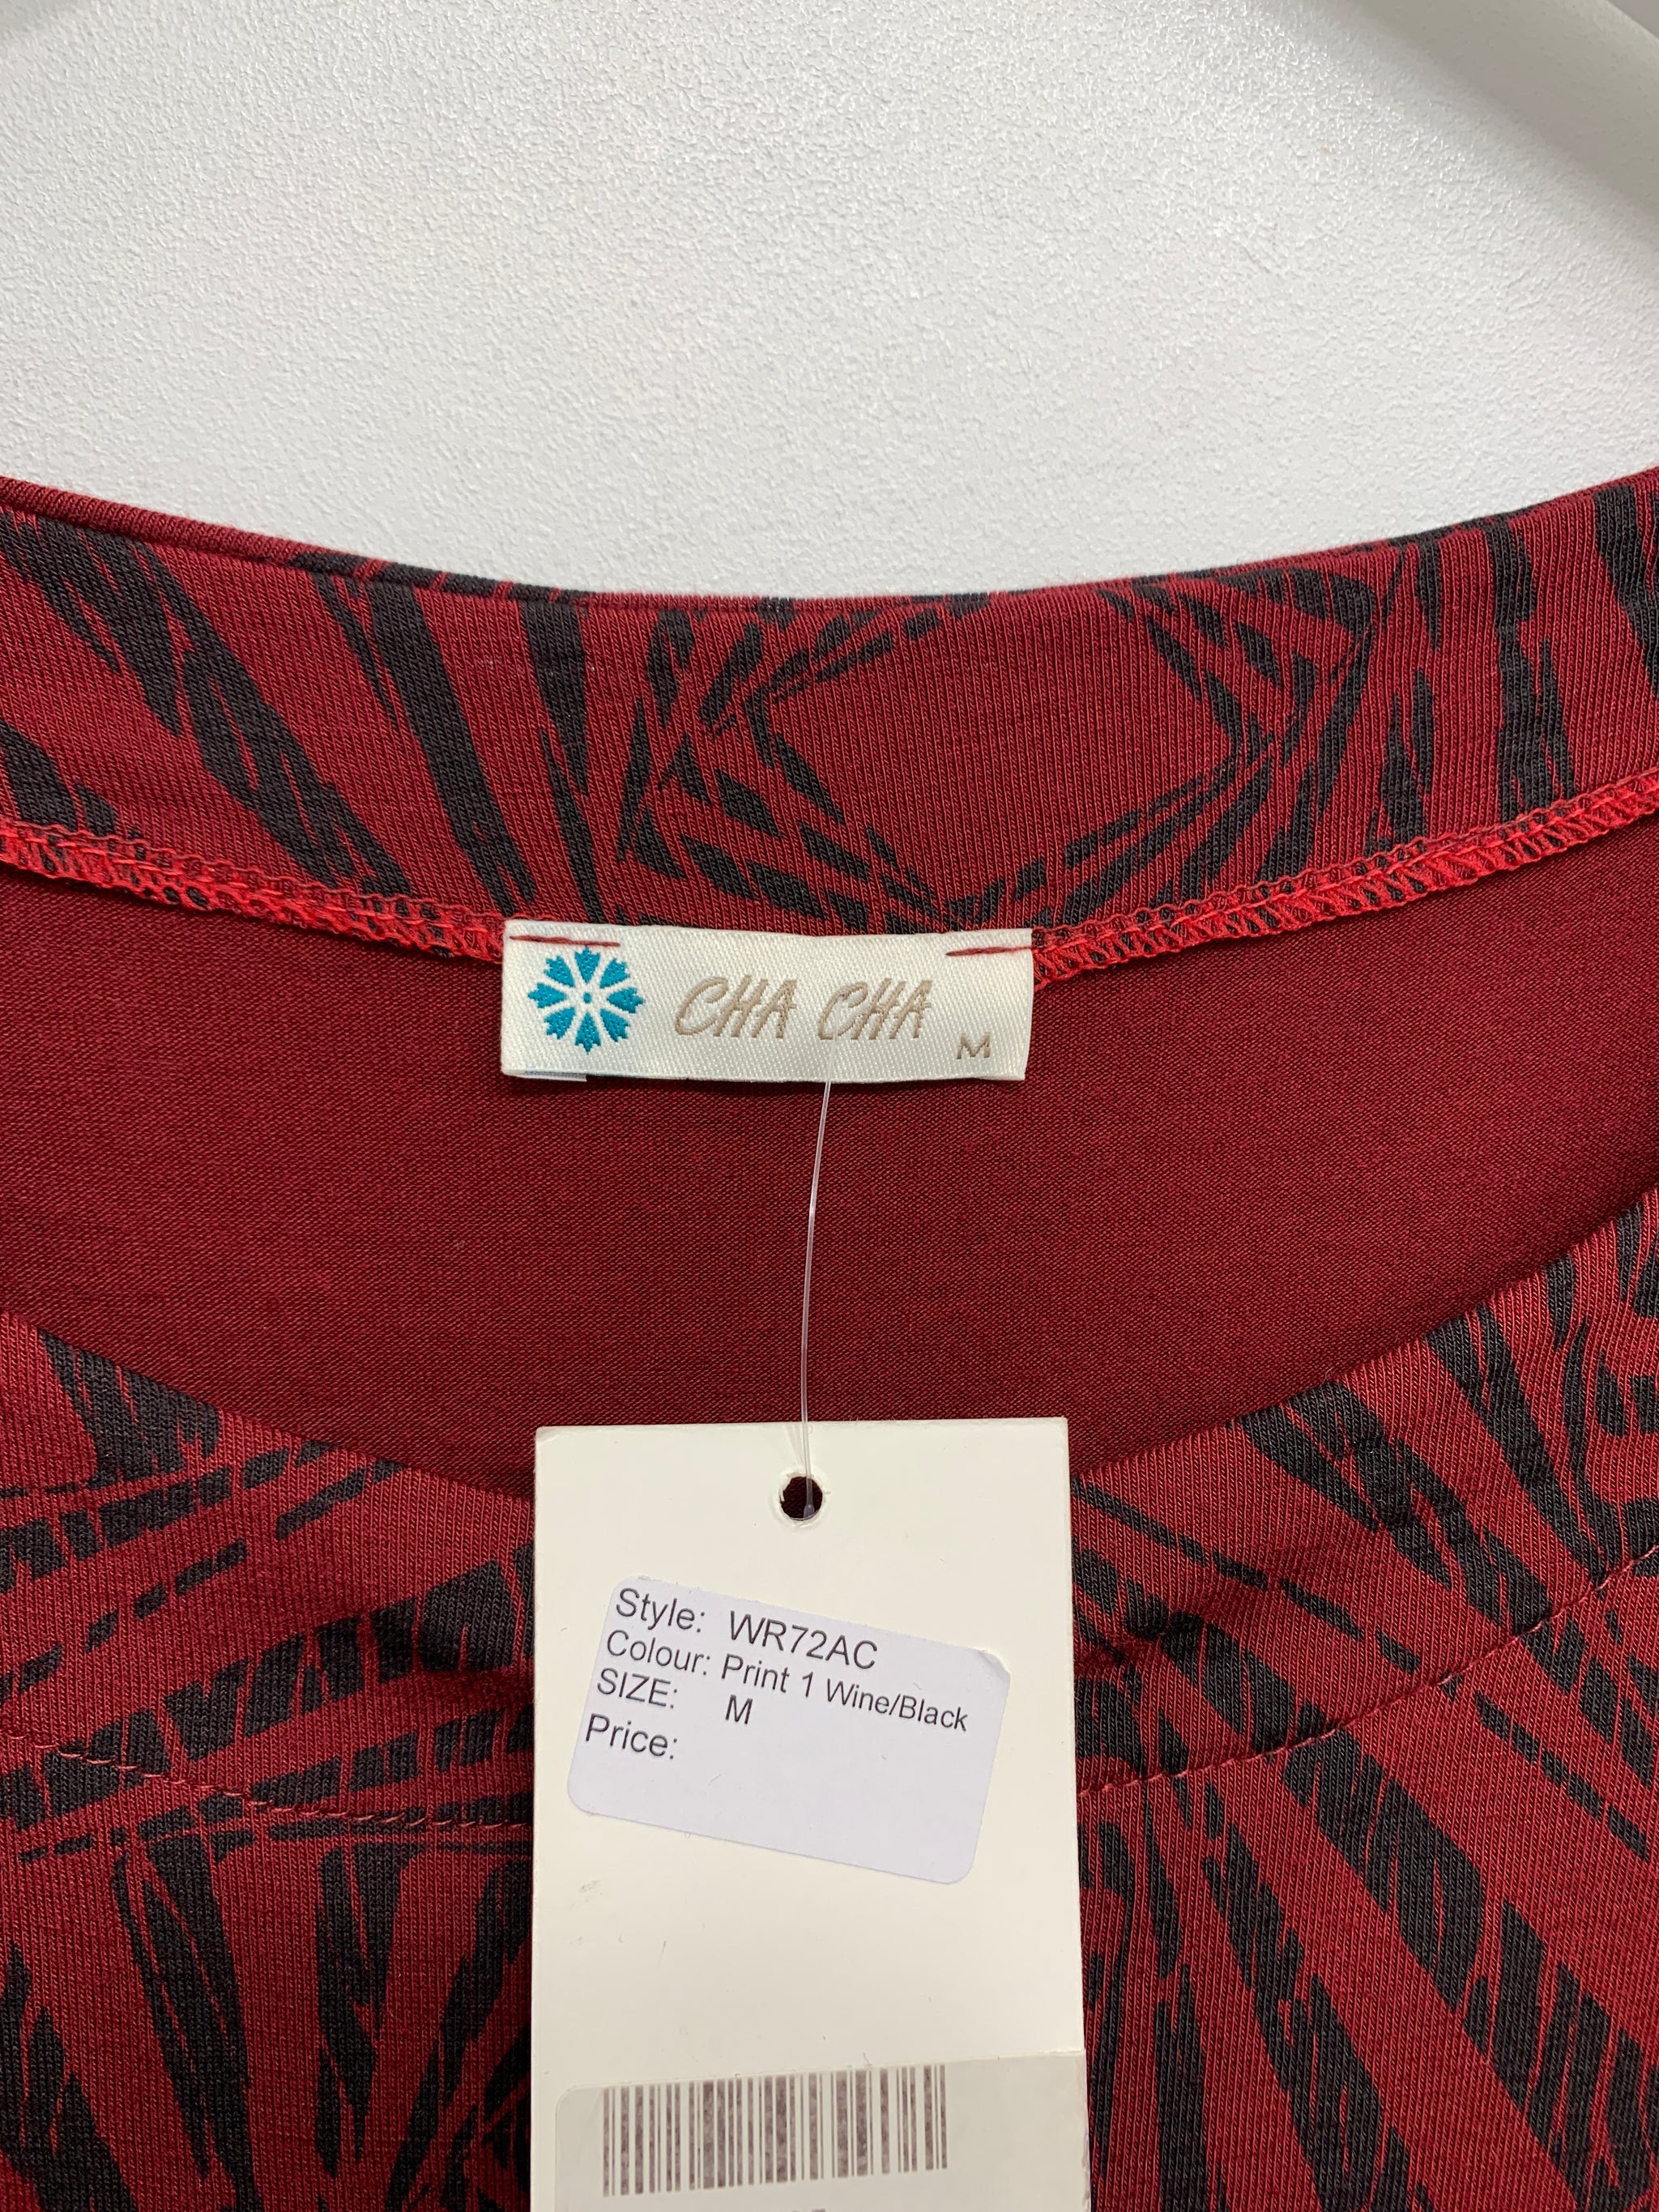 CHA CHA
M
Style: WR72AC
Colour: Print 1 Wine/Black
SIZE: M
Price: